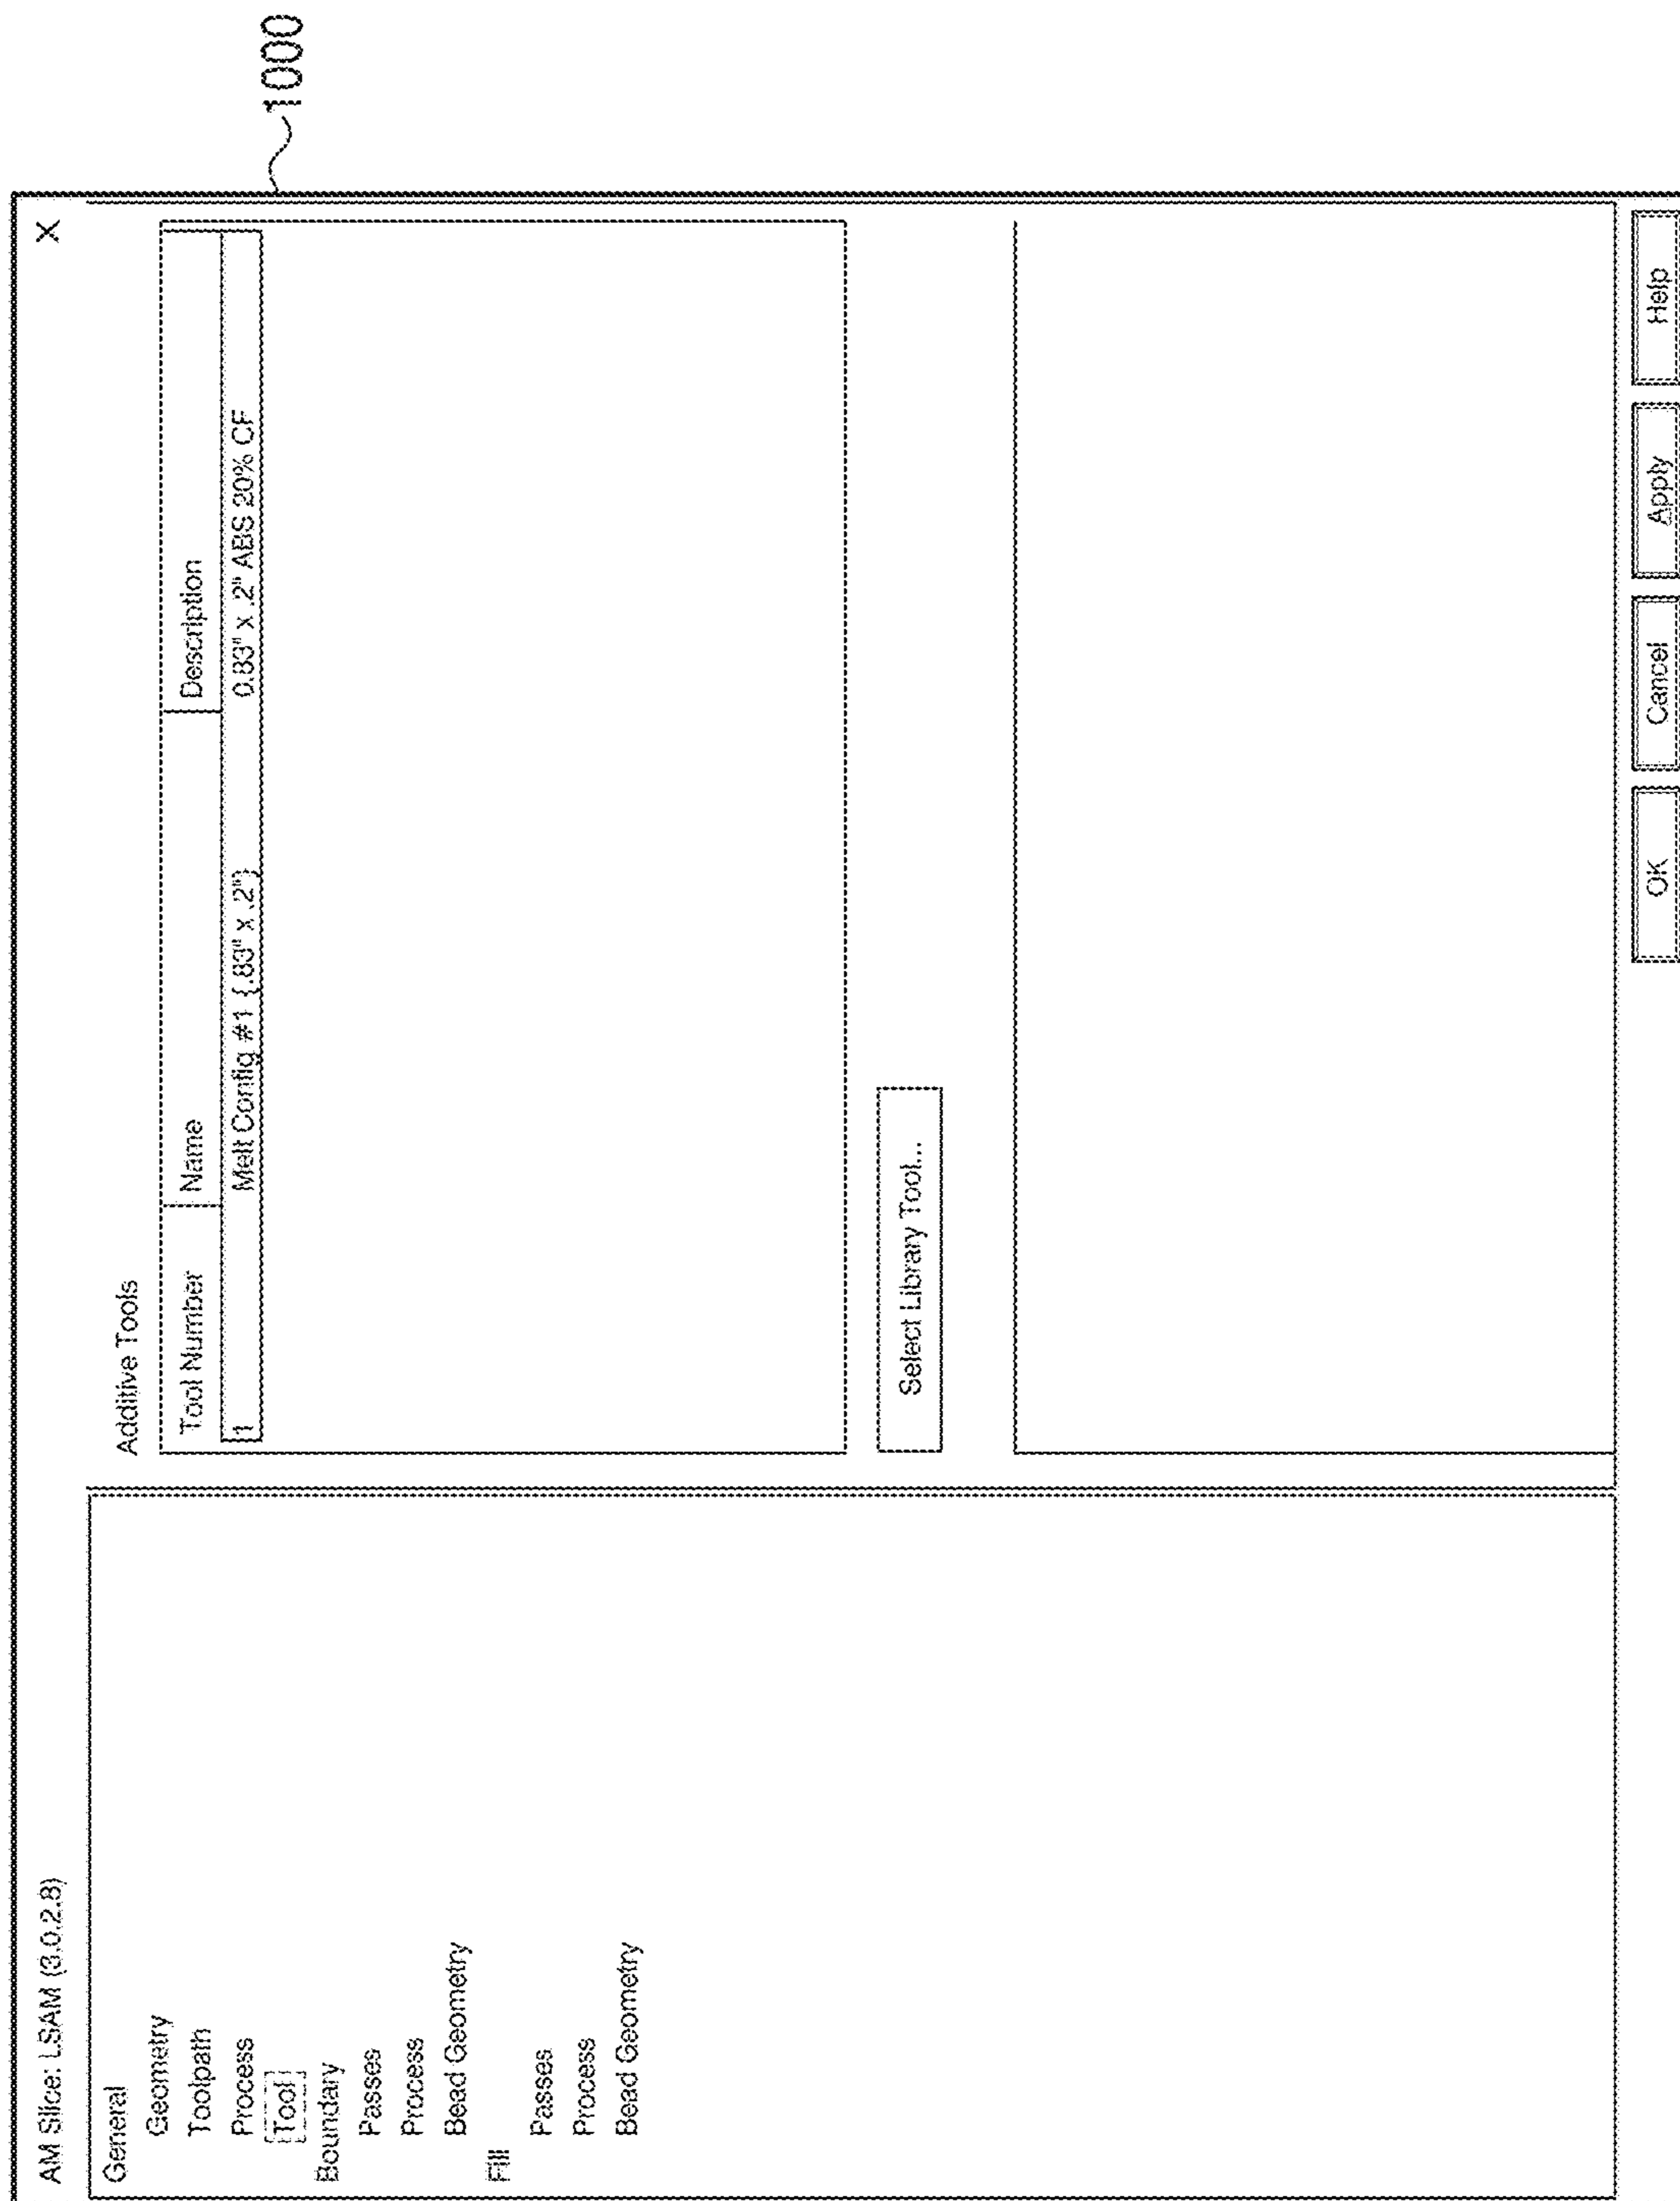 AM Slice: LSAM (3.0.2.8)
X
1000
General
Geometry
Toolpath
Process
Tool
Boundary
Passes
Process
Bead Geometry
Fill
Passes
Process
Bead Geometry
Additive Tools
Tool Number Name Description
1 Melt Config #1 (.83" x .2") 0.83" x .2" ABS 20% CF
Select Library Tool...
OK Cancel Apply Help